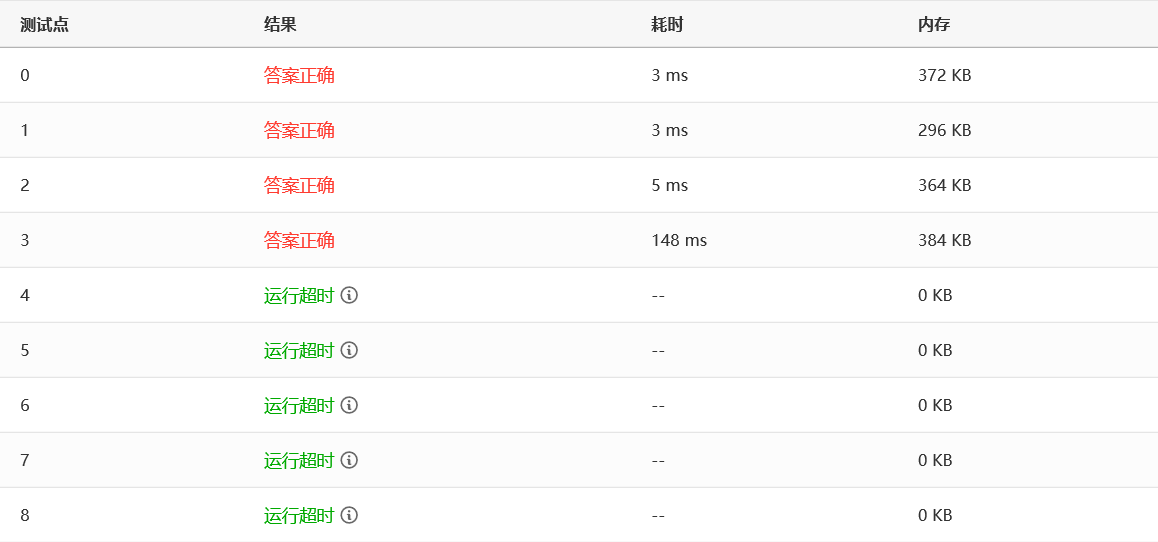 测试点 结果 耗时 内存
0 答案正确 3 ms 372 KB
1 答案正确 3 ms 296 KB
2 答案正确 5 ms 364 KB
3 答案正确 148 ms 384 KB
4 运行超时 -- 0 KB
5 运行超时 -- 0 KB
6 运行超时 -- 0 KB
7 运行超时 -- 0 KB
8 运行超时 -- 0 KB